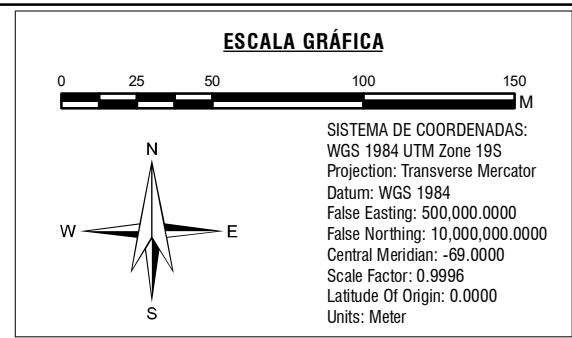 ESCALA GRÁFICA
0 25 50 100 150
M
SISTEMA DE COORDENADAS:
WGS 1984 UTM Zone 19S
Projection: Transverse Mercator
Datum: WGS 1984
False Easting: 500,000.0000
False Northing: 10,000,000.0000
Central Meridian: -69.0000
Scale Factor: 0.9996
Latitude Of Origin: 0.0000
Units: Meter
N
W E
S